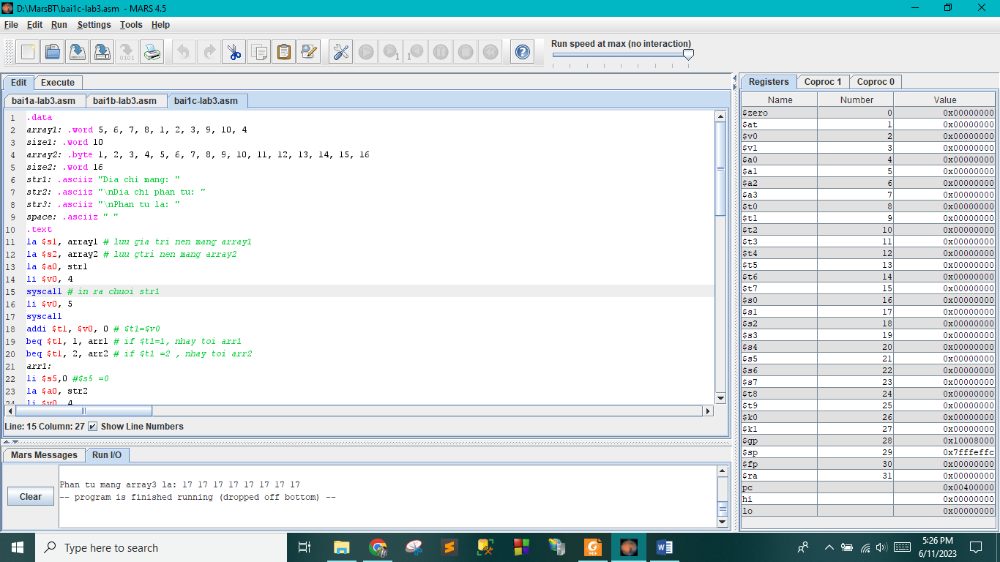 D:\MarsBT\bai1c-lab3.asm - MARS 4.5
File Edit Run Settings Tools Help
Run speed at max (no interaction)
Edit Execute
bai1a-lab3.asm bai1b-lab3.asm bai1c-lab3.asm
1 .data
2 array1: .word 5, 6, 7, 8, 1, 2, 3, 9, 10, 4
3 size1: .word 10
4 array2: .byte 1, 2, 3, 4, 5, 6, 7, 8, 9, 10, 11, 12, 13, 14, 15, 16
5 size2: .word 16
6 str1: .asciiz "Dia chi mang: "
7 str2: .asciiz "\nDia chi phan tu: "
8 str3: .asciiz "\nPhan tu la: "
9 space: .asciiz " "
10 .text
11 la $s1, array1 # luu gia tri nen mang array1
12 la $s2, array2 # luu gtri nen mang array2
13 la $a0, str1
14 li $v0, 4
15 syscall # in ra chuoi str1
16 li $v0, 5
17 syscall
18 addi $t1, $v0, 0 # $t1=$v0
19 beq $t1, 1, arr1 # if $t1=1, nhay toi arr1
20 beq $t1, 2, arr2 # if $t1 =2 , nhay toi arr2
21 arr1:
22 li $s5,0 #$s5 =0
23 la $a0, str2
24 li $v0, 4
Line: 15 Column: 27 Show Line Numbers
Mars Messages Run I/O
Clear
Phan tu mang array3 la: 17 17 17 17 17 17 17 17
-- program is finished running (dropped off bottom) --
Registers Coproc 1 Coproc 0
Name Number Value
$zero 0 0x00000000
$at 1 0x00000000
$v0 2 0x00000000
$v1 3 0x00000000
$a0 4 0x00000000
$a1 5 0x00000000
$a2 6 0x00000000
$a3 7 0x00000000
$t0 8 0x00000000
$t1 9 0x00000000
$t2 10 0x00000000
$t3 11 0x00000000
$t4 12 0x00000000
$t5 13 0x00000000
$t6 14 0x00000000
$t7 15 0x00000000
$s0 16 0x00000000
$s1 17 0x00000000
$s2 18 0x00000000
$s3 19 0x00000000
$s4 20 0x00000000
$s5 21 0x00000000
$s6 22 0x00000000
$s7 23 0x00000000
$t8 24 0x00000000
$t9 25 0x00000000
$k0 26 0x00000000
$k1 27 0x00000000
$gp 28 0x10008000
$sp 29 0x7fffeffc
$fp 30 0x00000000
$ra 31 0x00000000
pc 0x00400000
hi 0x00000000
lo 0x00000000
Type here to search
5:26 PM
6/11/2023